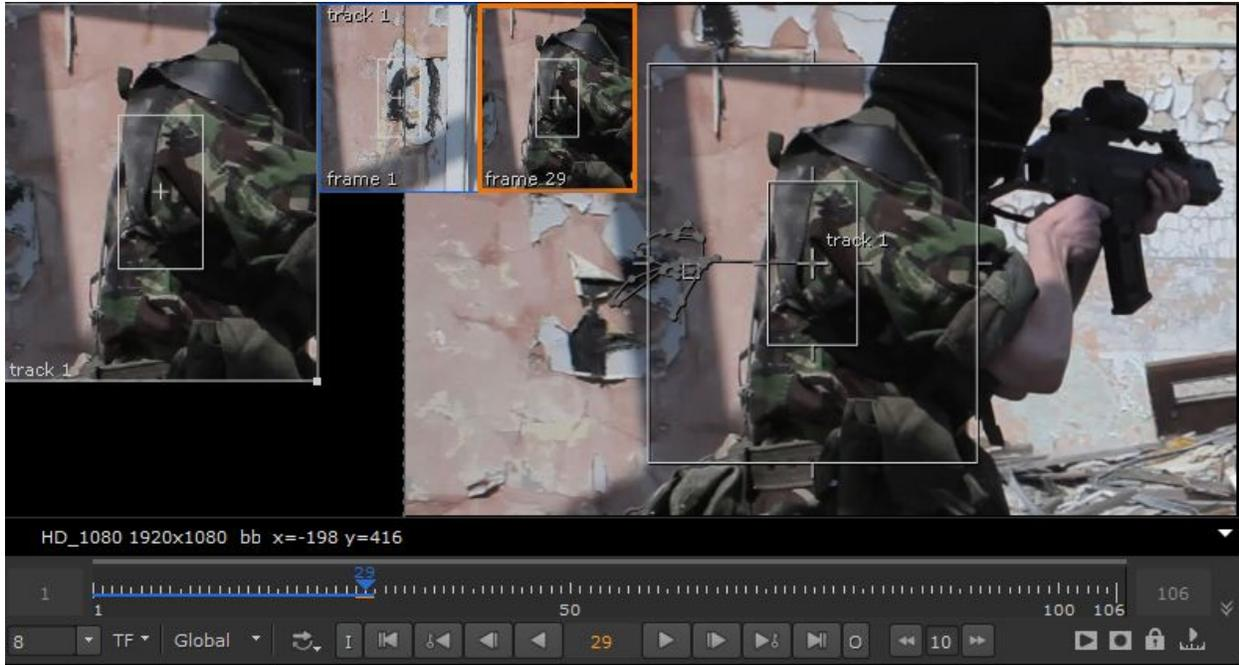 track 1
frame 1
frame 29
track 1
track 1
HD_1080 1920x1080 bb x=-198 y=416
29
1
106
1
50
100
106
8
TF
Global
I
29
O
10